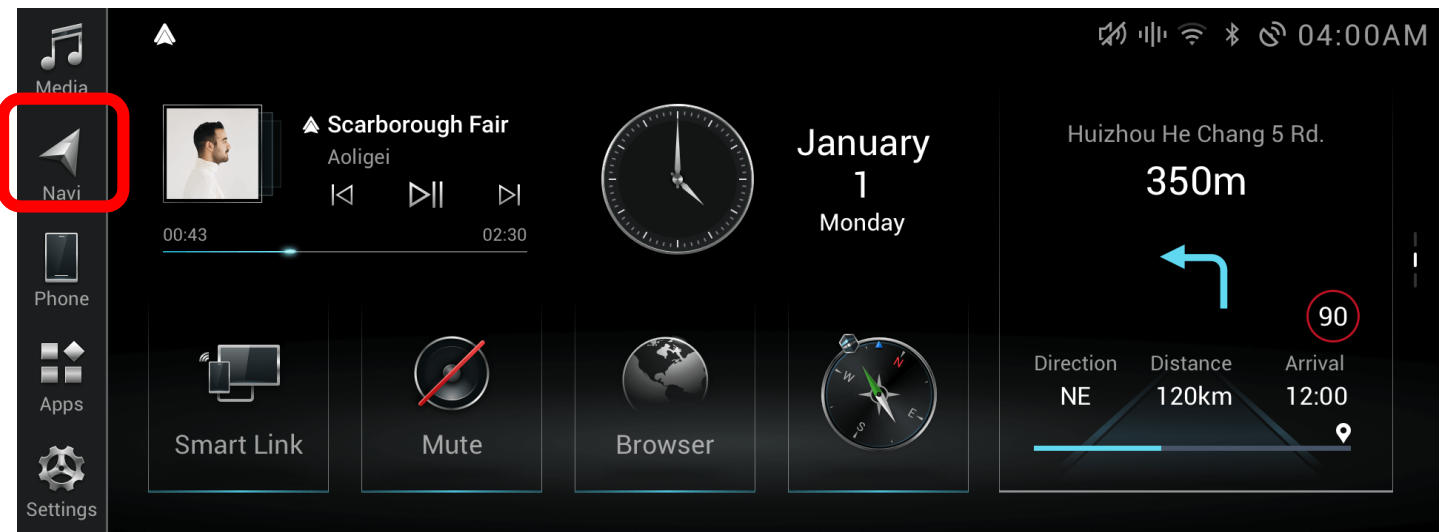 04:00AM
Media
Navi
Phone
Apps
Settings
Scarborough Fair
Aoligei
00:43
02:30
January
1
Monday
Huizhou He Chang 5 Rd.
350m
90
Direction
Distance
Arrival
NE
120km
12:00
Smart Link
Mute
Browser
N
W
E
S